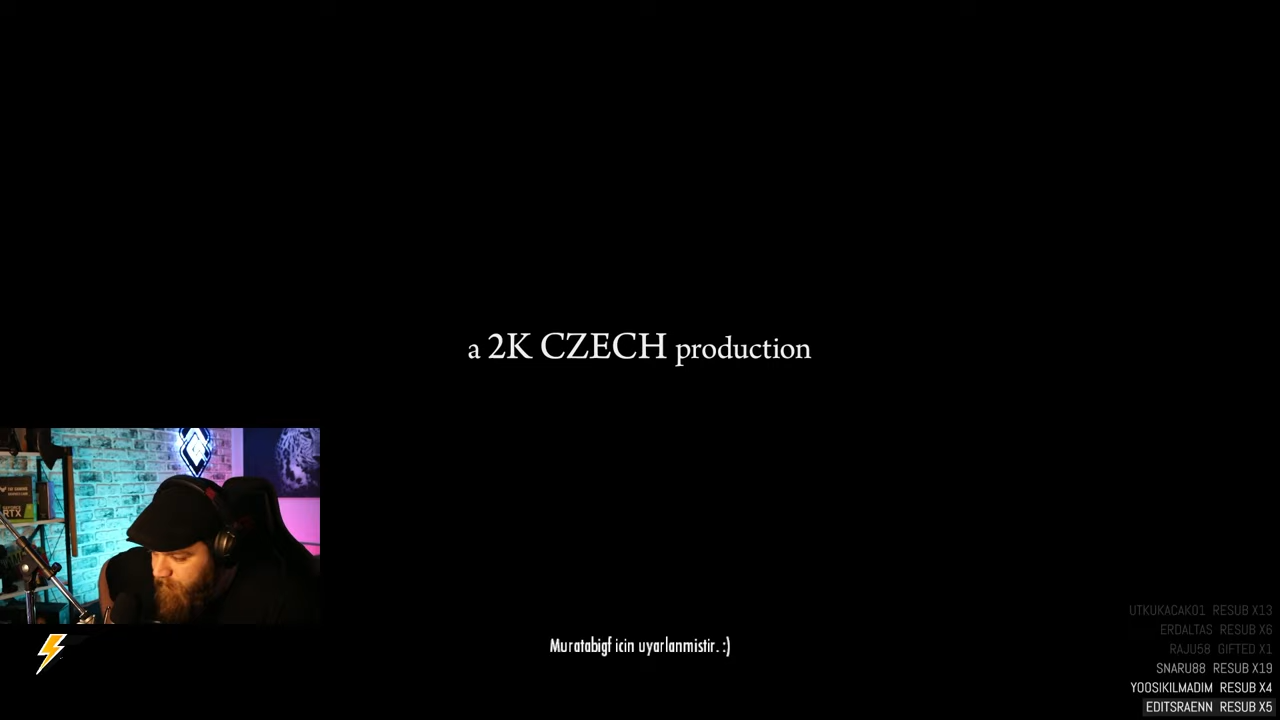 a 2K CZECH production
RTX
Muratabigf icin uyarlanmistir. :)
UTKUKACAK01 RESUB X13
ERDALTAS RESUB X6
RAJU58 GIFTED X1
SNARU88 RESUB X19
YOOSIKILMADIM RESUB X4
EDITSRAENN RESUB X5